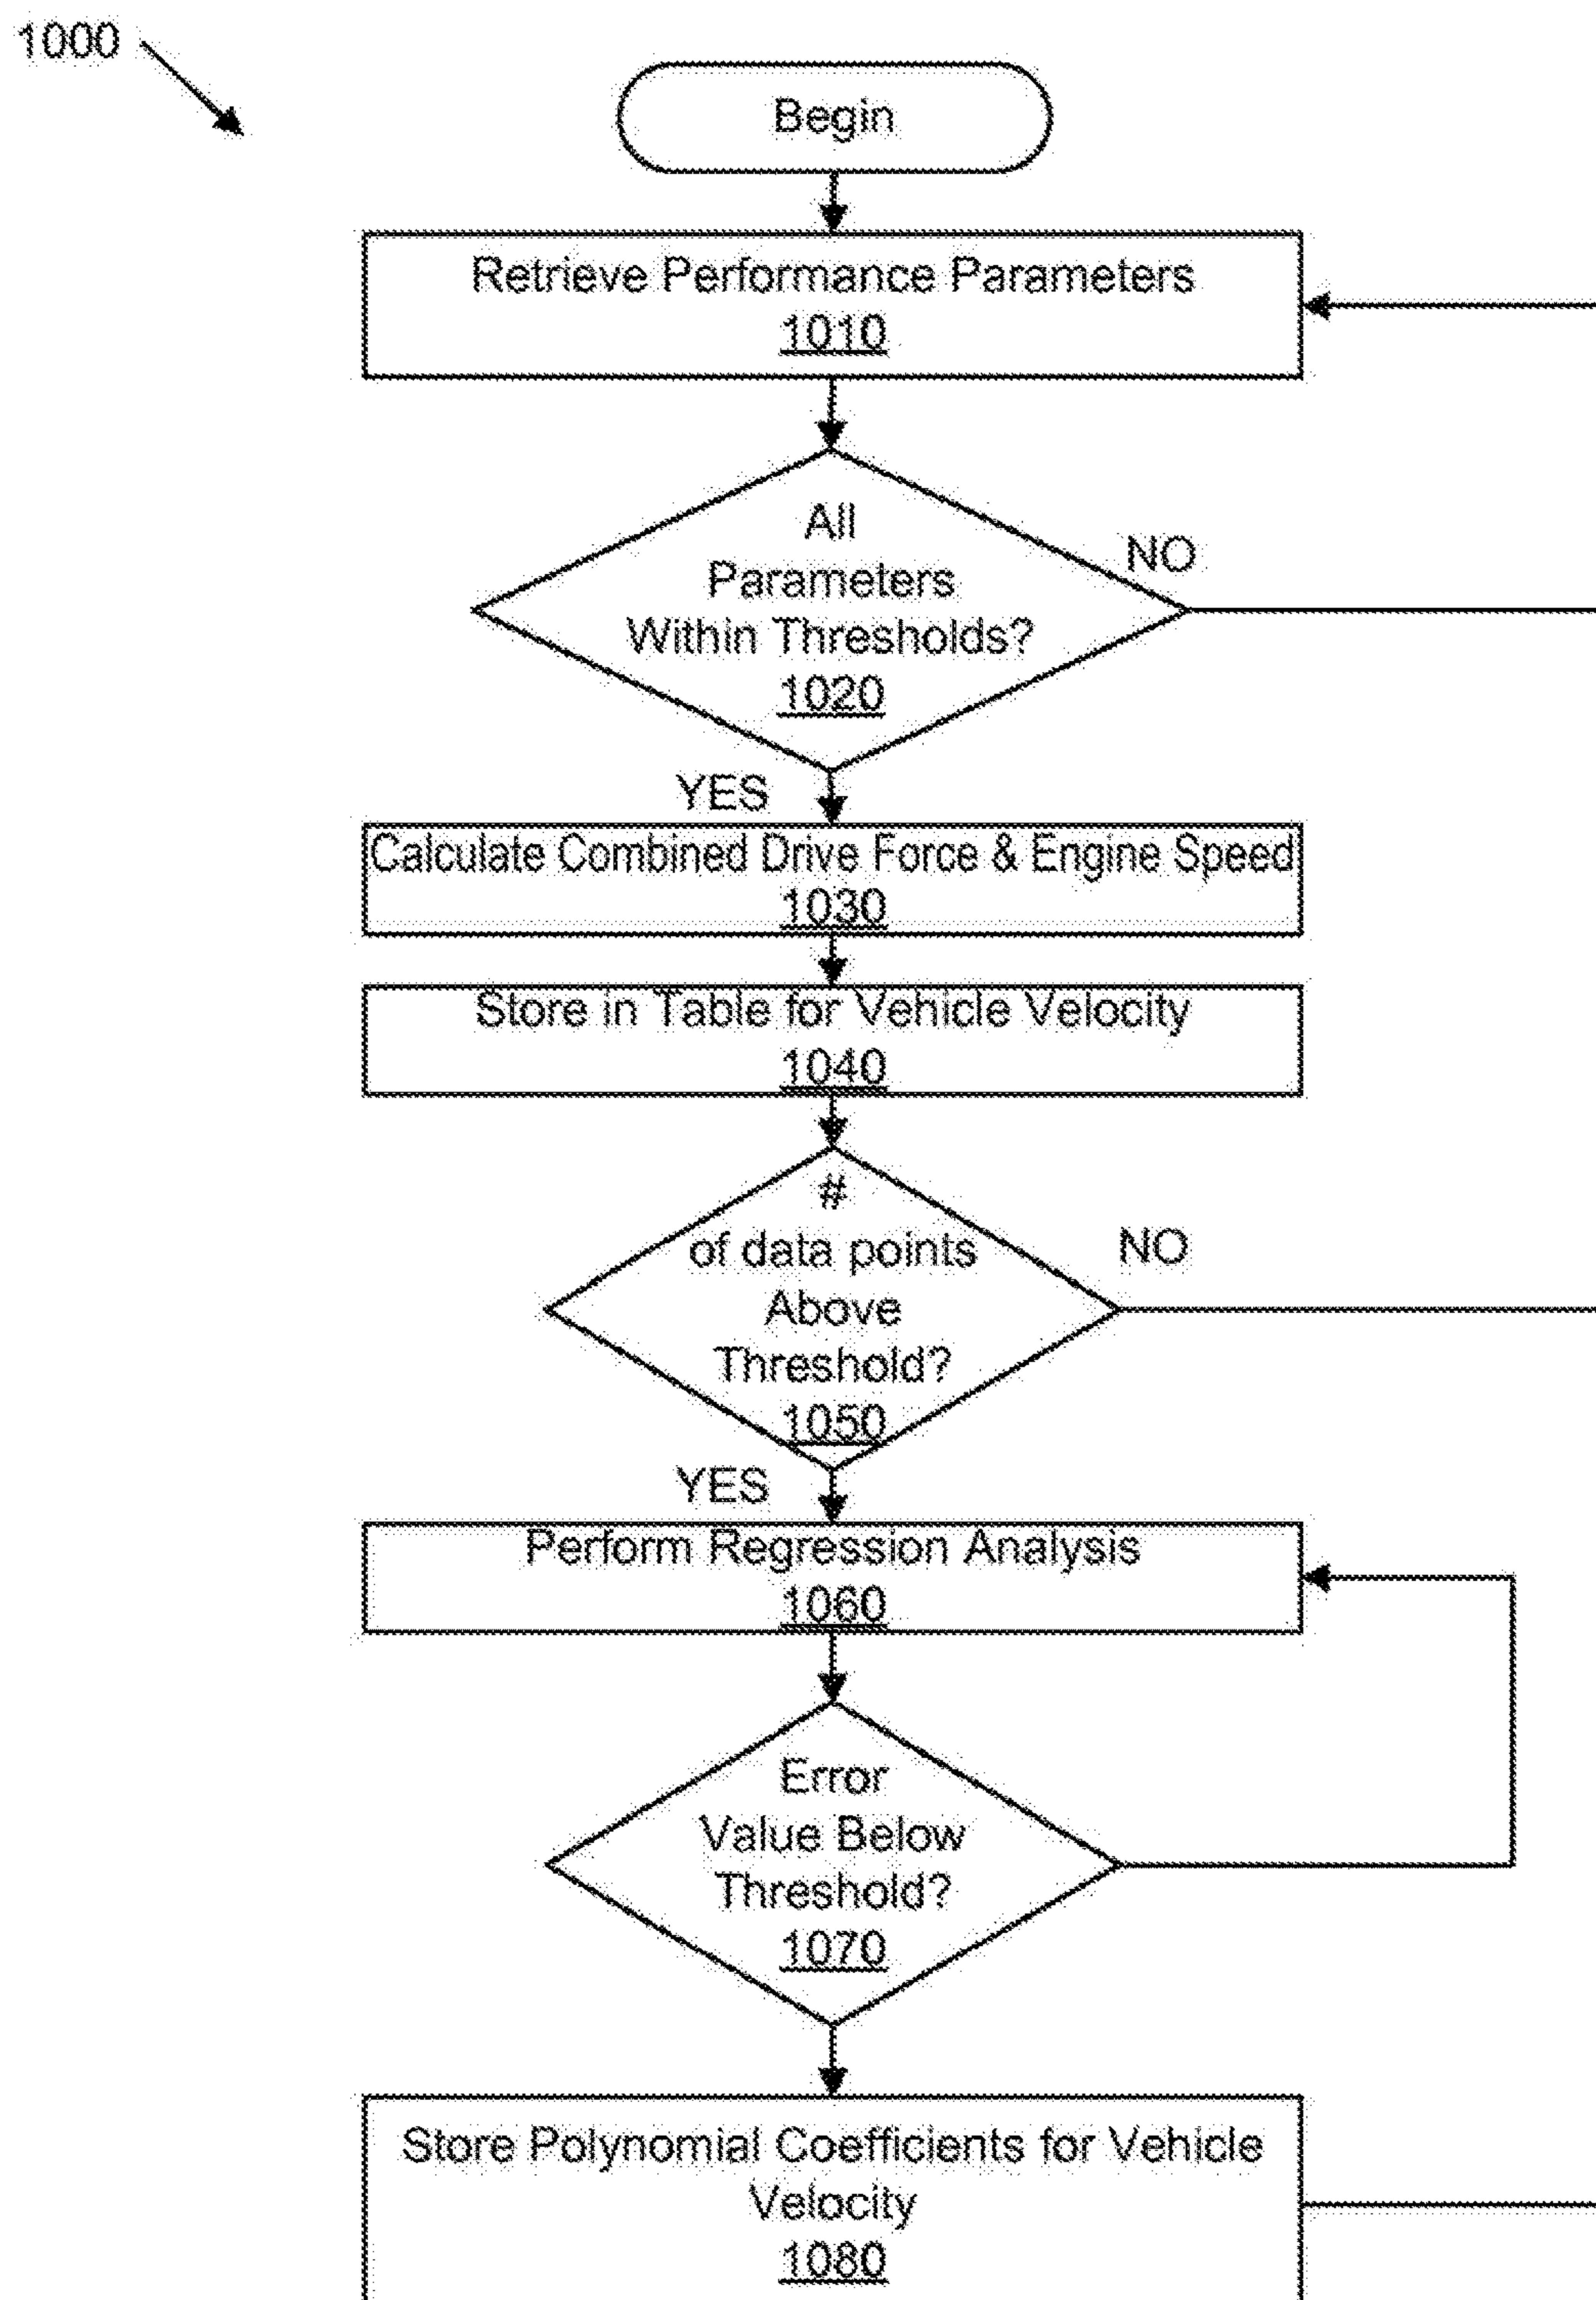 1000
Begin
Retrieve Performance Parameters
1010
All
Parameters
Within Thresholds?
1020
NO
YES
Calculate Combined Drive Force & Engine Speed
1030
Store in Table for Vehicle Velocity
1040
#
of data points
Above
Threshold?
1050
NO
YES
Perform Regression Analysis
1060
Error
Value Below
Threshold?
1070
Store Polynomial Coefficients for Vehicle
Velocity
1080